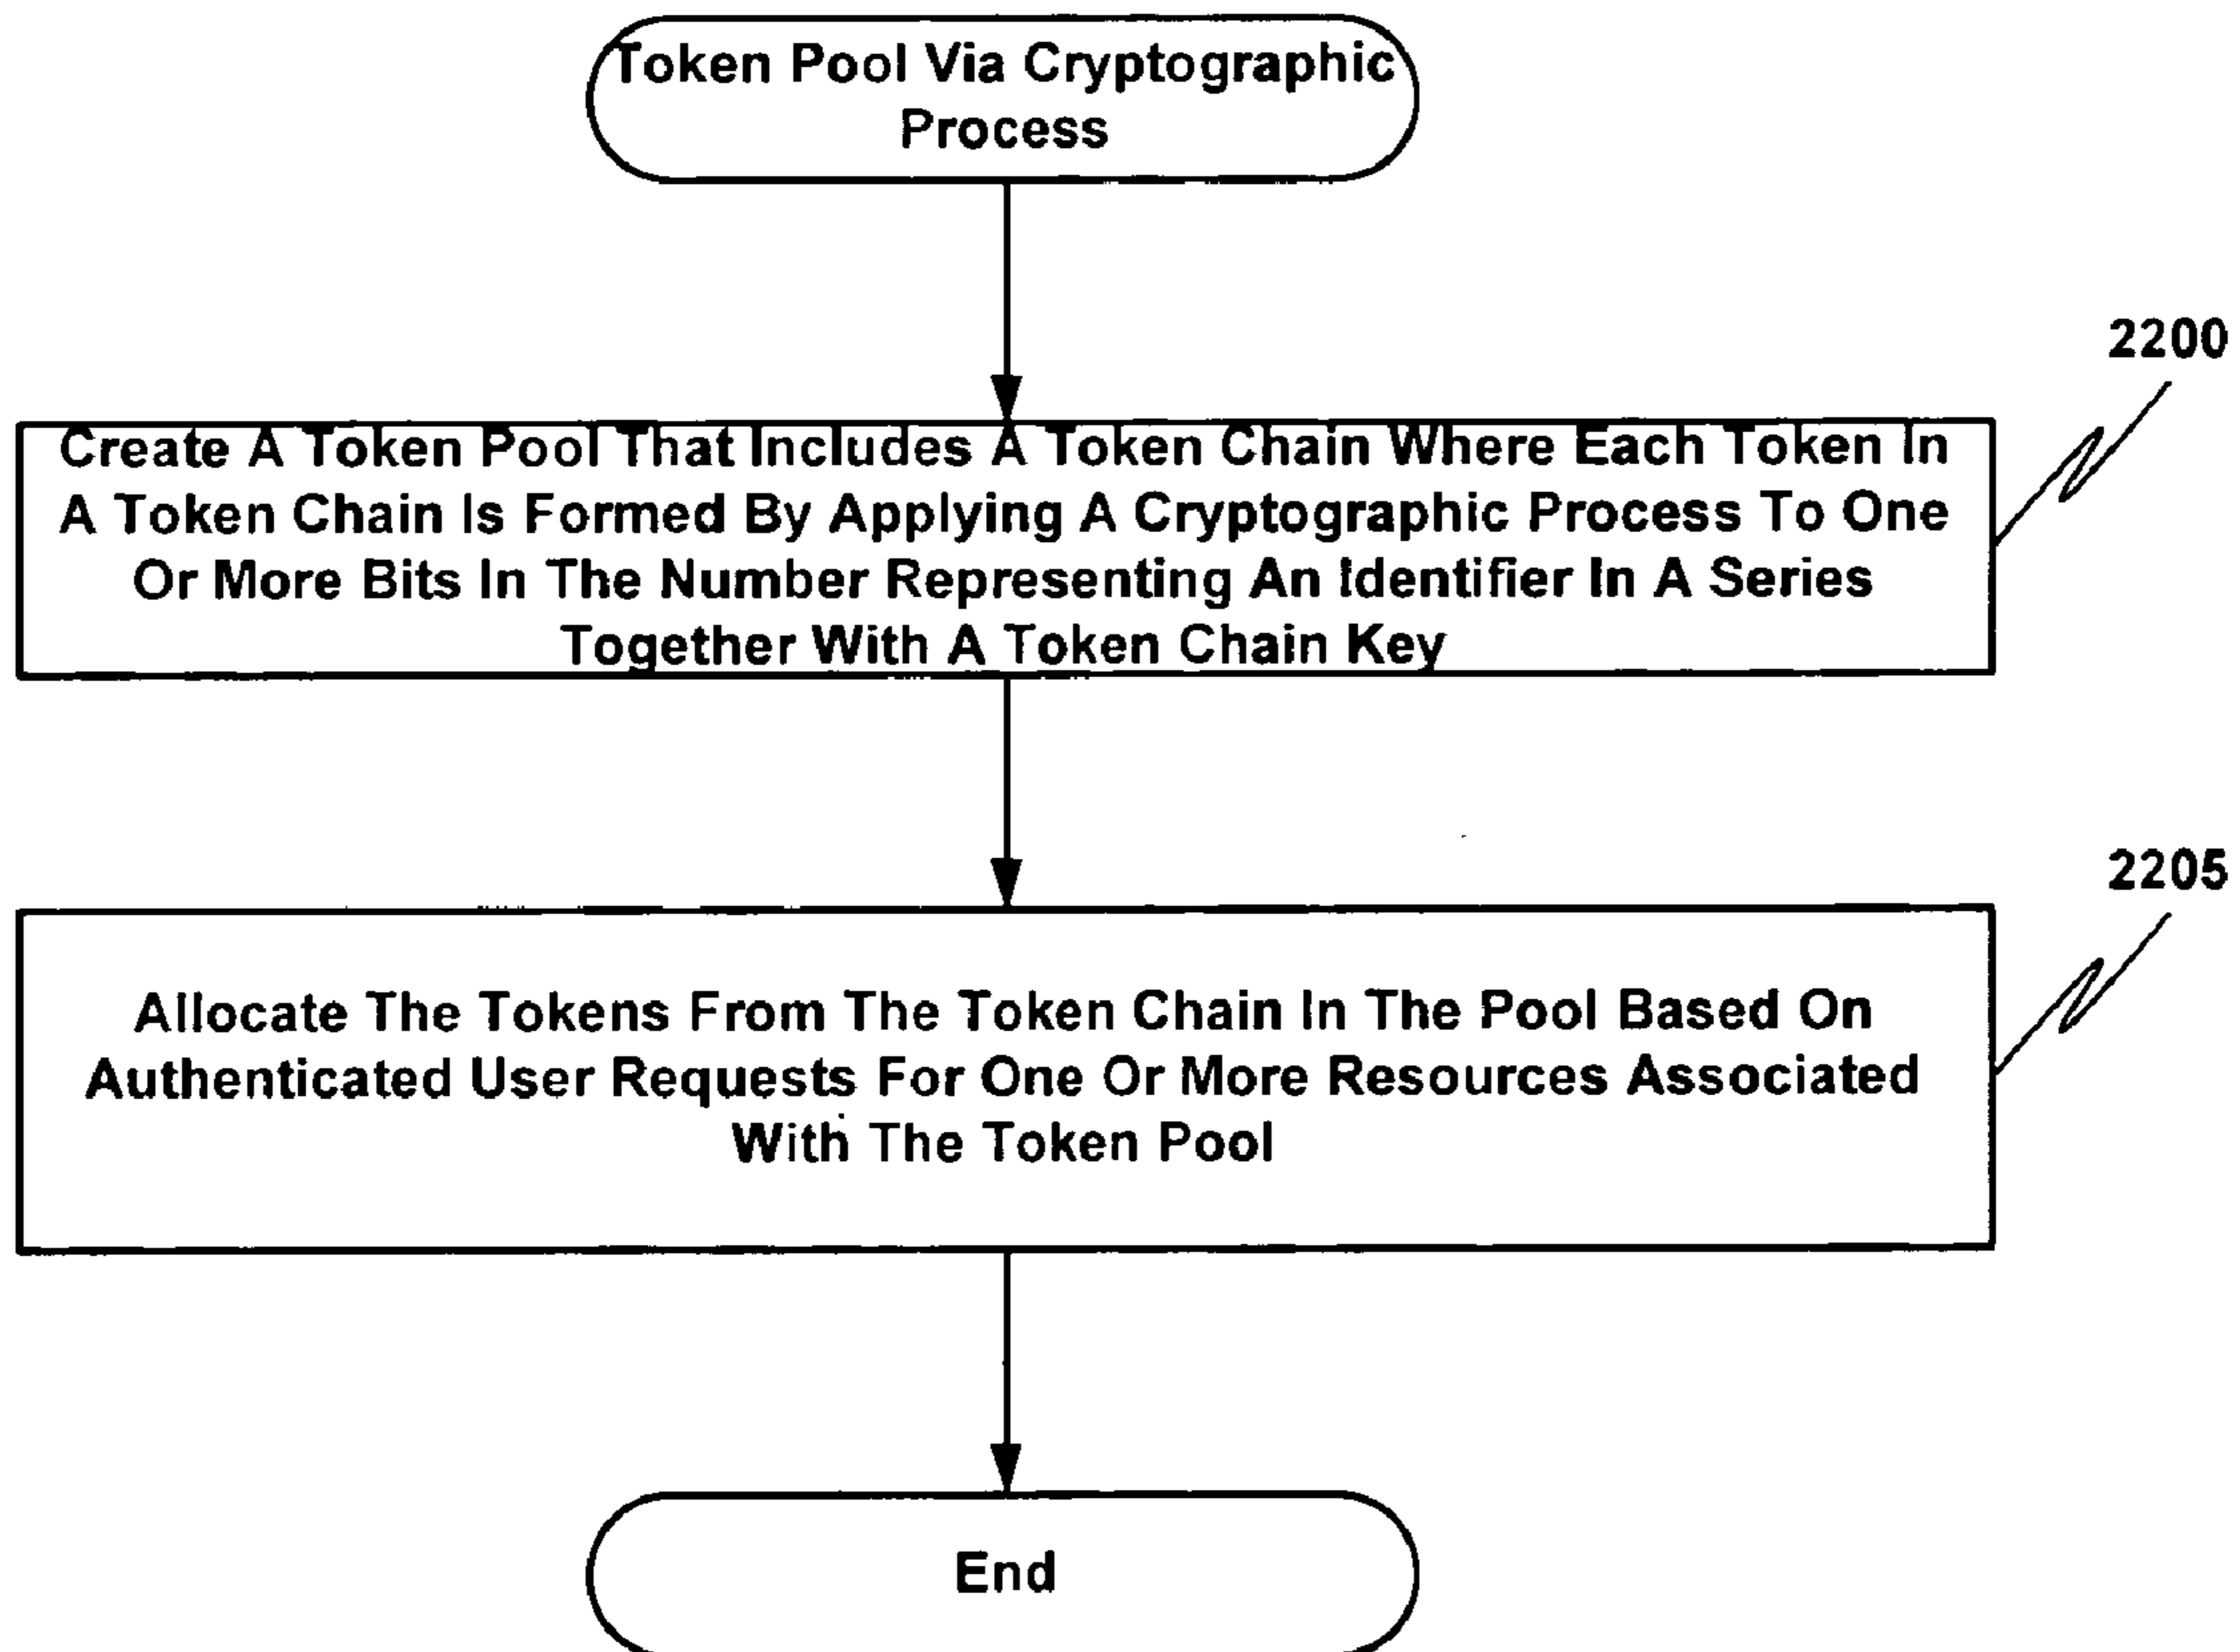 Token Pool Via Cryptographic
Process
2200
Create A Token Pool That Includes A Token Chain Where Each Token In
A Token Chain Is Formed By Applying A Cryptographic Process To One
Or More Bits In The Number Representing An Identifier In A Series
Together With A Token Chain Key
2205
Allocate The Tokens From The Token Chain In The Pool Based On
Authenticated User Requests For One Or More Resources Associated
With The Token Pool
End